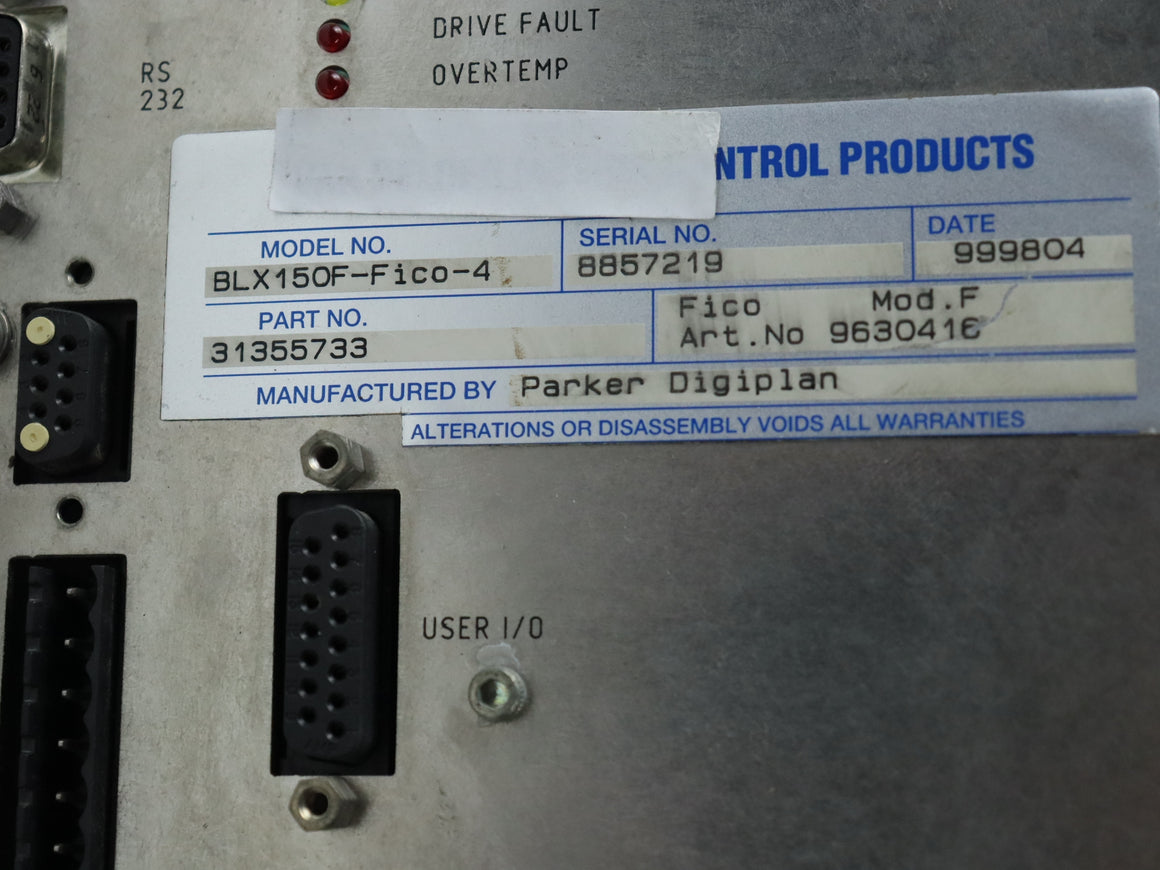 DRIVE FAULT
OVERTEMP
RS
232
NTROL PRODUCTS
MODEL NO.
BLX150F-Fico-4
SERIAL NO.
8857219
DATE
999804
PART NO.
31355733
Fico Mod.F
Art.No 9630416
MANUFACTURED BY Parker Digiplan
ALTERATIONS OR DISASSEMBLY VOIDS ALL WARRANTIES
USER I/O